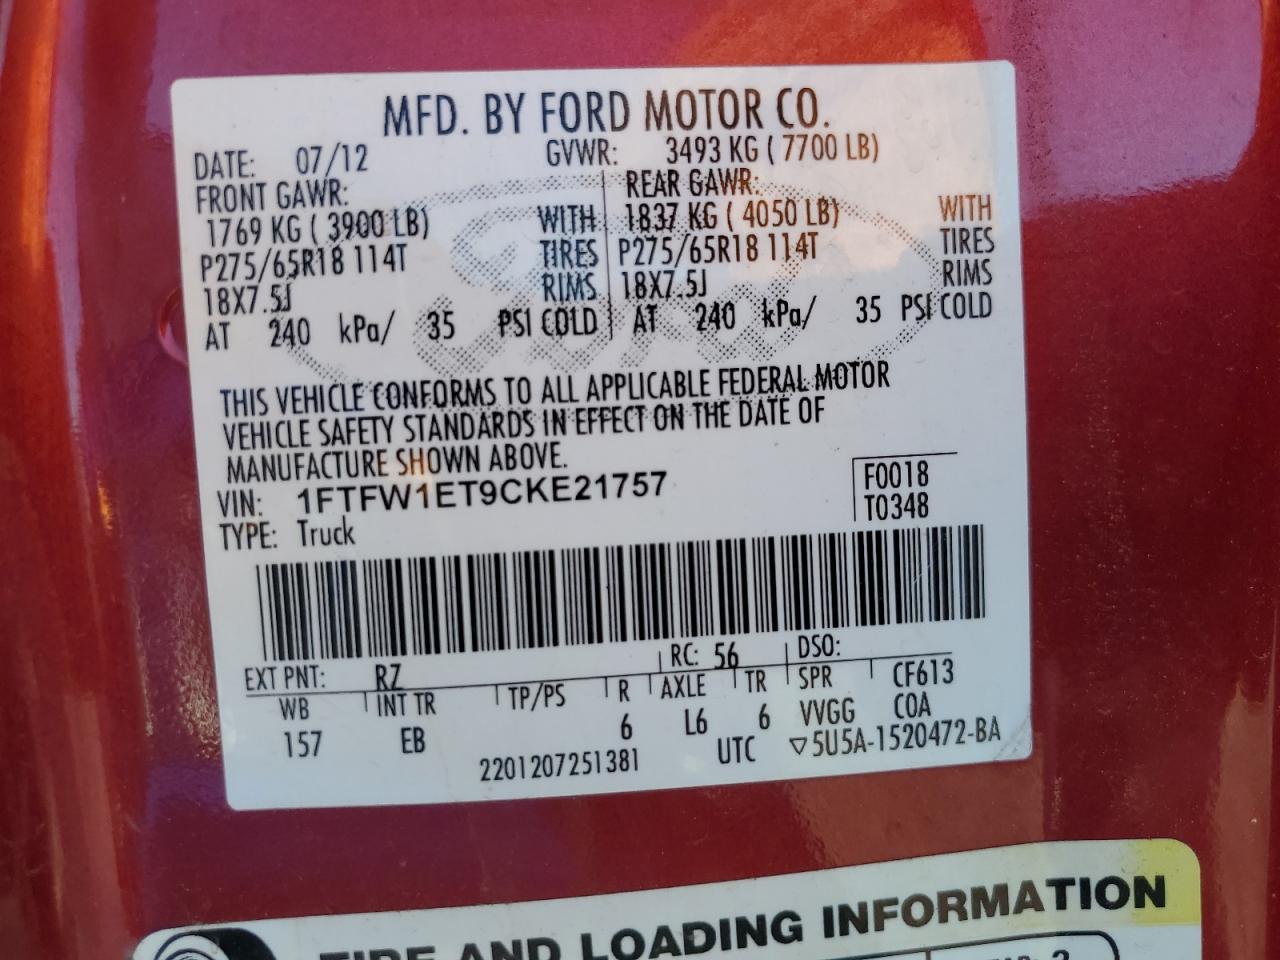 MFD. BY FORD MOTOR CO.
DATE: 07/12 GVWR: 3493 KG ( 7700 LB)
FRONT GAWR: REAR GAWR:
1769 KG ( 3900 LB) WITH 1837 KG ( 4050 LB) WITH
P275/65R18 114T TIRES P275/65R18 114T TIRES
18X7.5J RIMS 18X7.5J RIMS
AT 240 kPa/ 35 PSI COLD AT 240 kPa/ 35 PSI COLD
THIS VEHICLE CONFORMS TO ALL APPLICABLE FEDERAL MOTOR
VEHICLE SAFETY STANDARDS IN EFFECT ON THE DATE OF
MANUFACTURE SHOWN ABOVE.
VIN: 1FTFW1ET9CKE21757 F0018
TYPE: Truck T0348
EXT PNT: RZ RC: 56 DSO:
WB INT TR TP/PS R AXLE TR SPR CF613
157 EB 6 L6 6 VVGG COA
2201207251381 UTC ▽5U5A-1520472-BA
TIRE AND LOADING INFORMATION